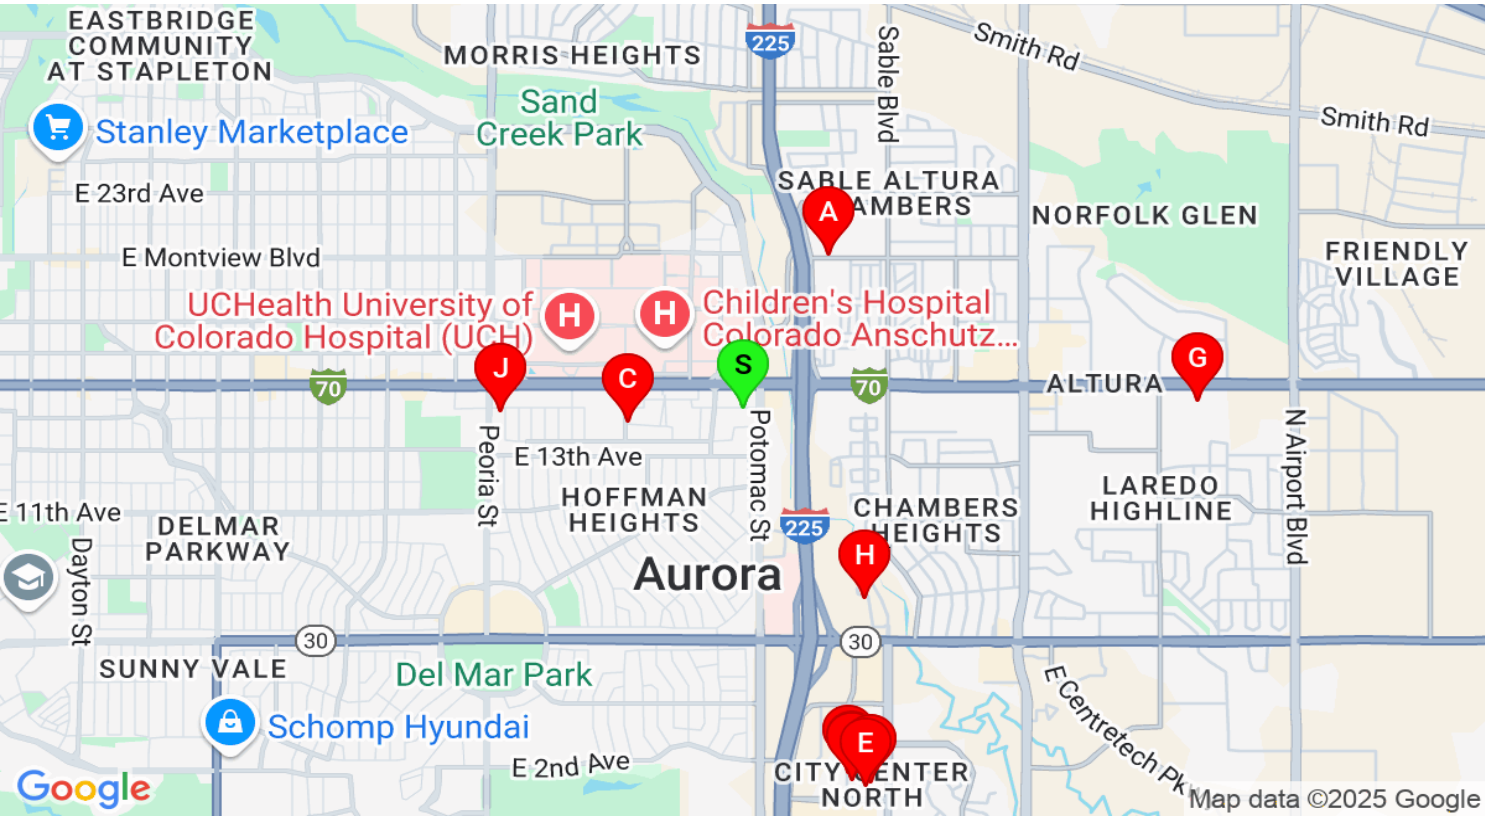 EASTBRIDGE
COMMUNITY
AT STAPLETON
MORRIS HEIGHTS
225
Sable Blvd
Smith Rd
Sand
Creek Park
Stanley Marketplace
Smith Rd
E 23rd Ave
SABLE ALTURA
AMBERS
A
NORFOLK GLEN
E Montview Blvd
FRIENDLY
VILLAGE
UCHealth University of
Colorado Hospital (UCH)
H
H
Children's Hospital
Colorado Anschutz...
J
C
S
G
70
70
ALTURA
Peoria St
E 13th Ave
Potomac St
N Airport Blvd
HOFFMAN
HEIGHTS
LAREDO
HIGHLINE
E 11th Ave
DELMAR
PARKWAY
225
CHAMBERS
HEIGHTS
Dayton St
Aurora
H
30
30
SUNNY VALE
Del Mar Park
E Centretech Pkwy
Schomp Hyundai
E
E 2nd Ave
CITY CENTER
NORTH
Google
Map data ©2025 Google